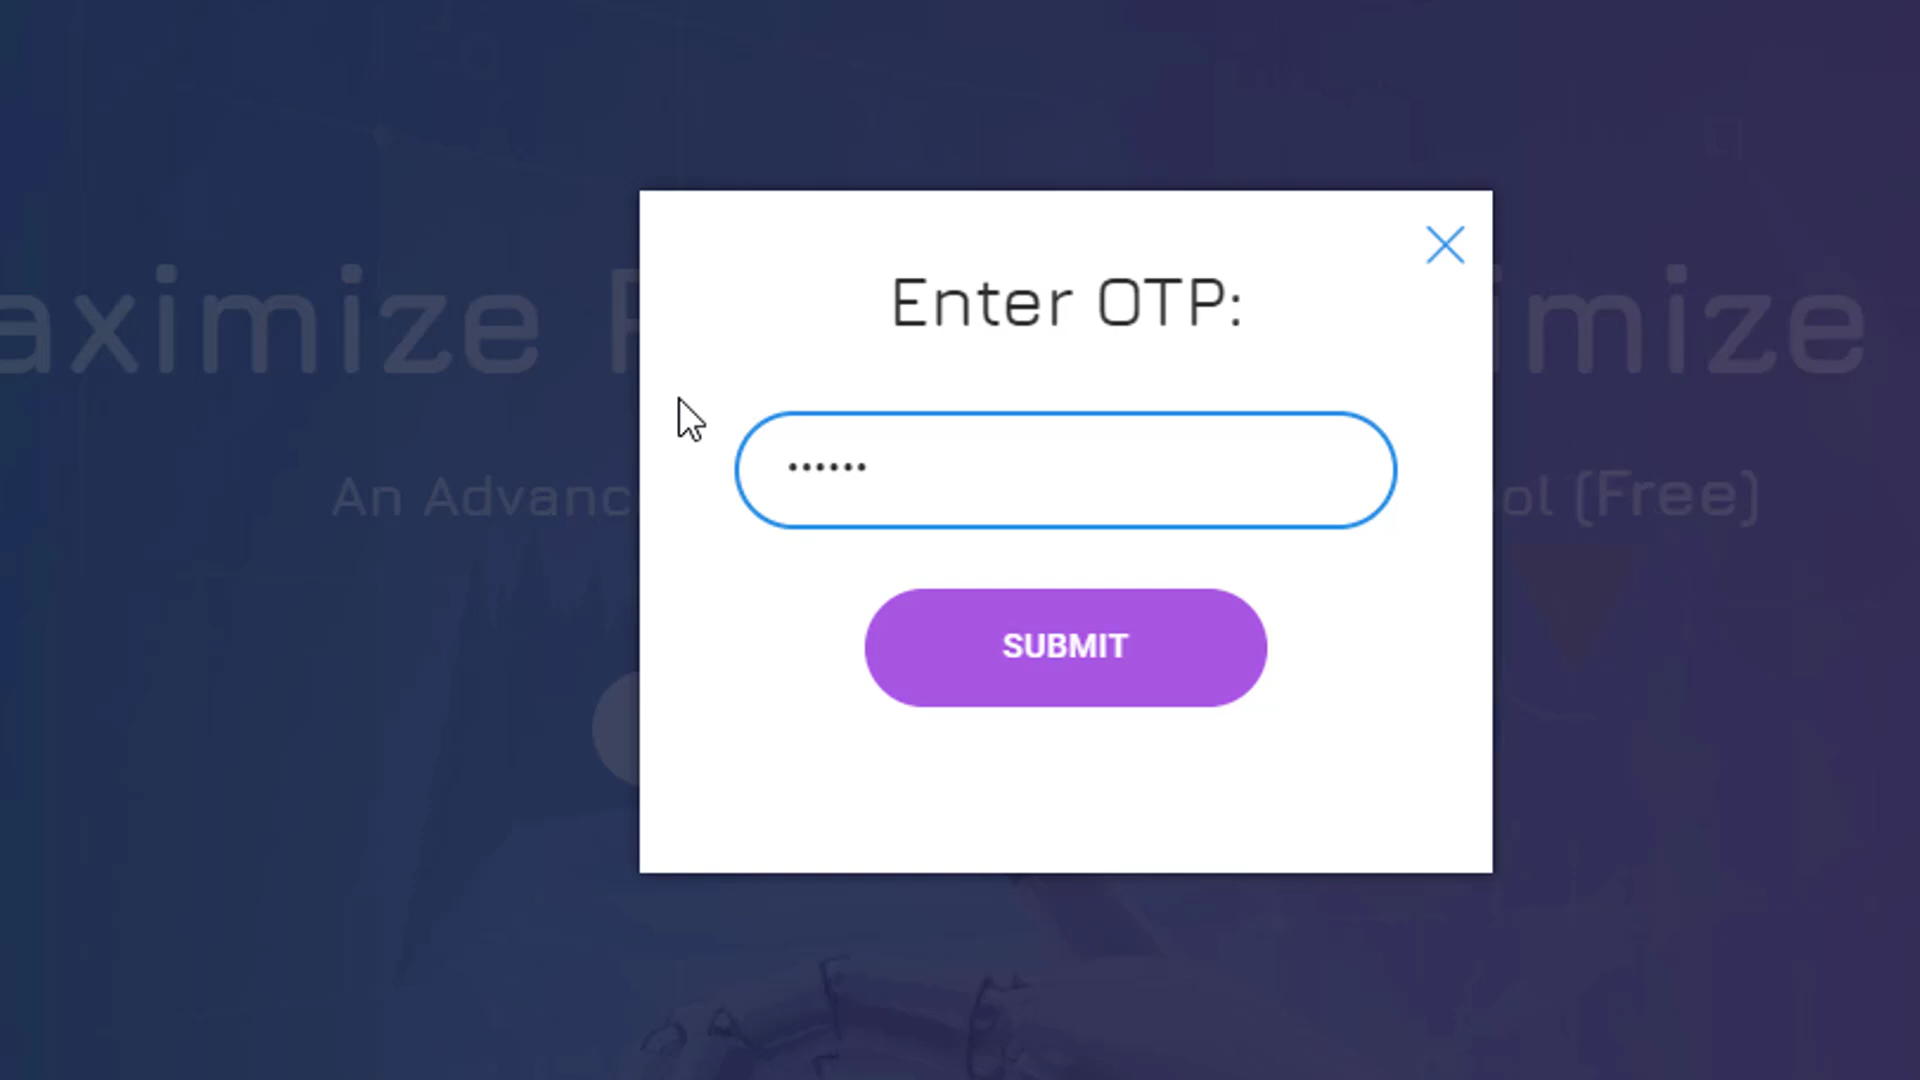 Enter OTP:
aximize
imize
An Advanc
ol (Free)
••••••
SUBMIT